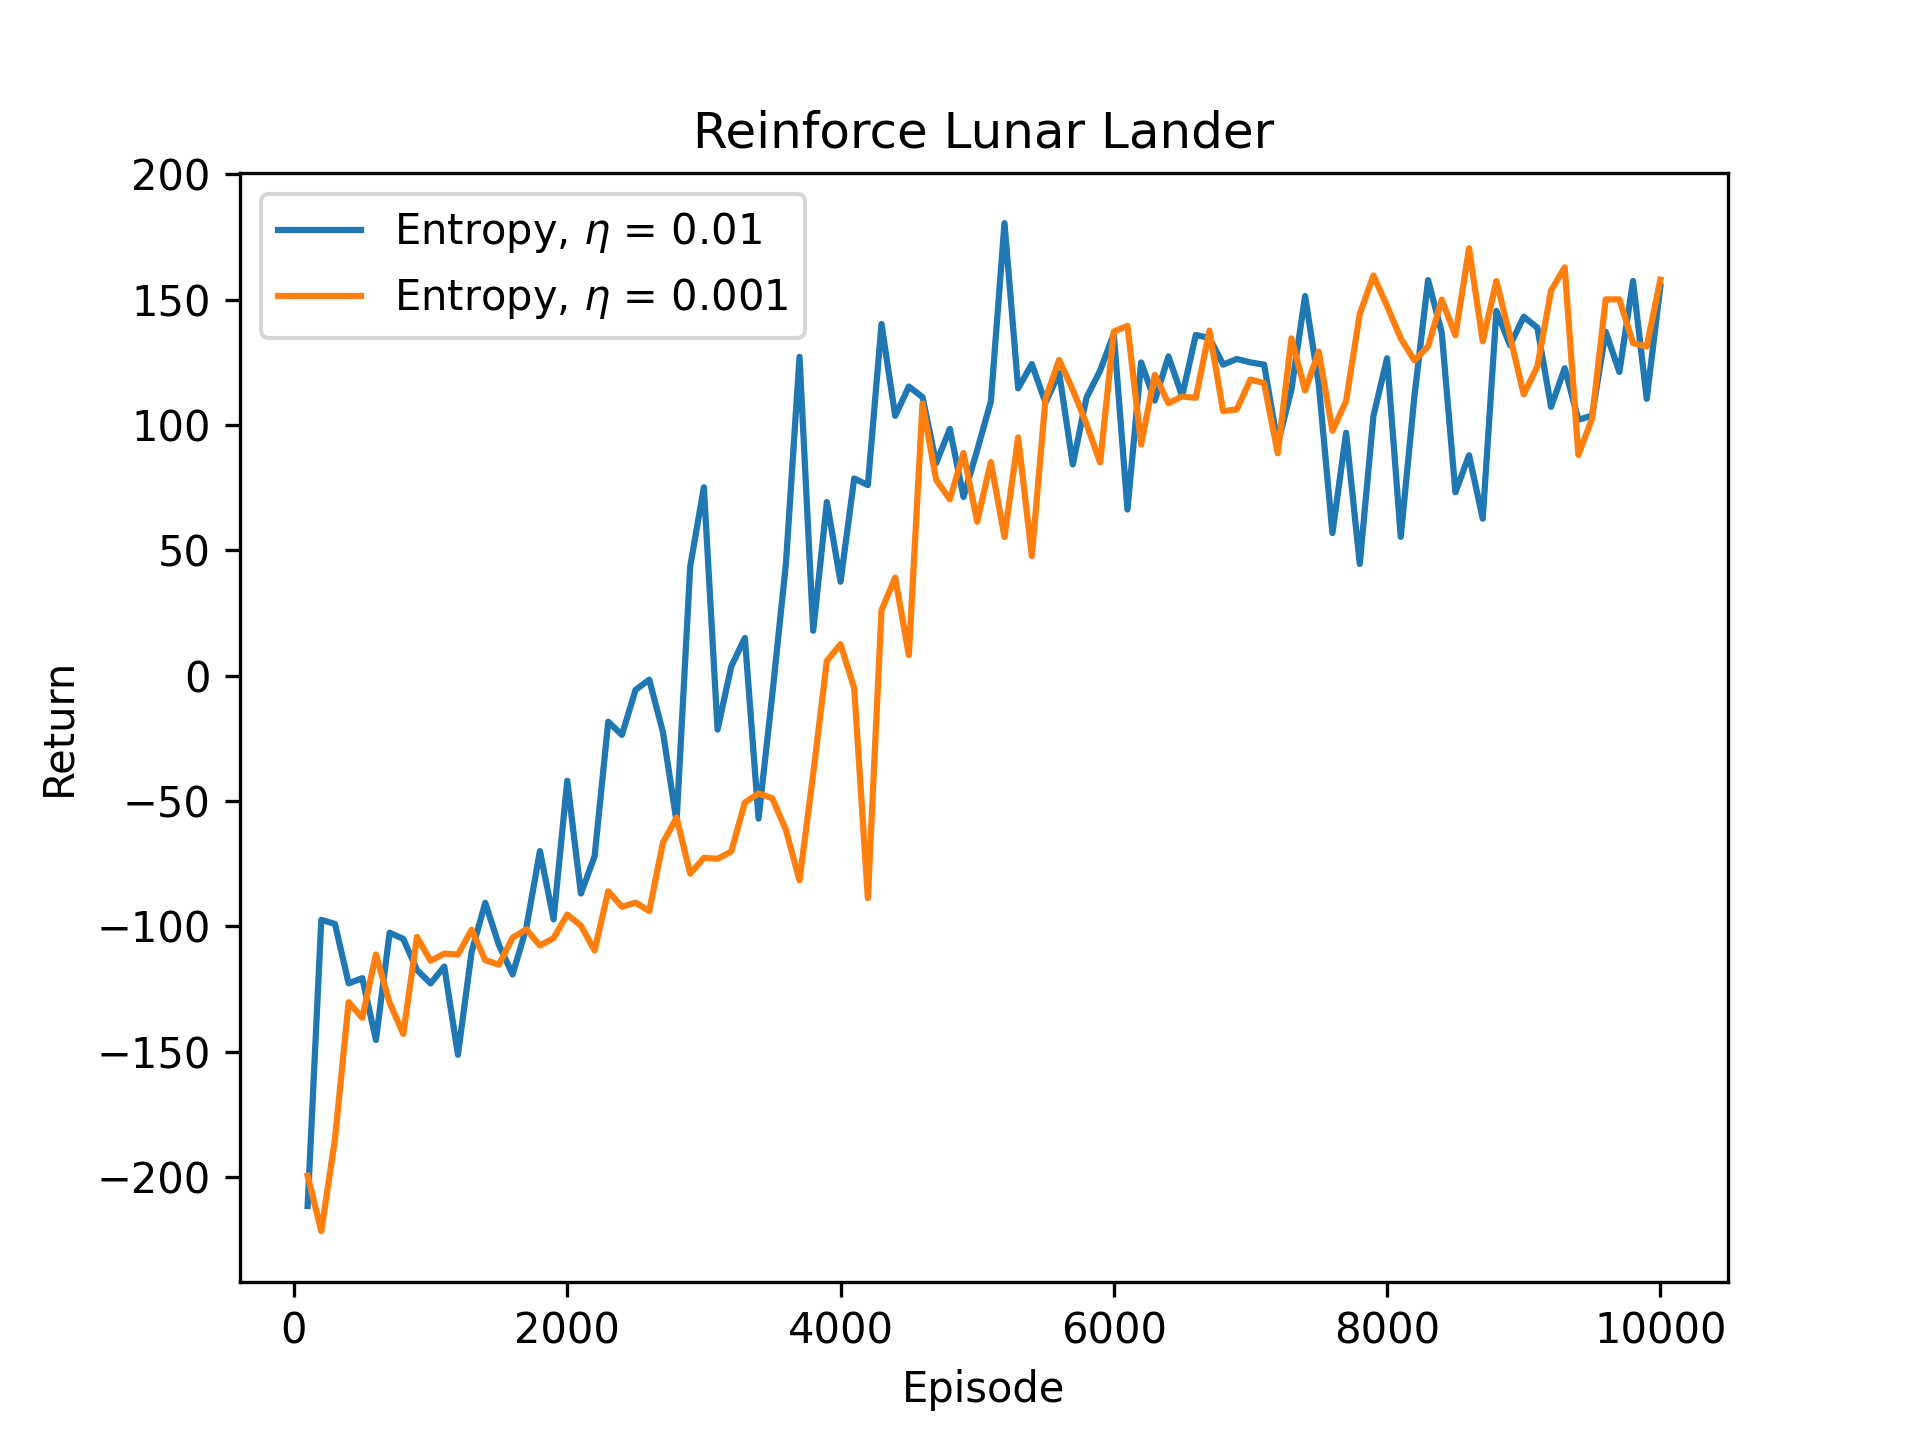 Reinforce Lunar Lander
Entropy, η = 0.01
Entropy, η = 0.001
200
150
100
50
0
−50
−100
−150
−200
Return
0 2000 4000 6000 8000 10000
Episode